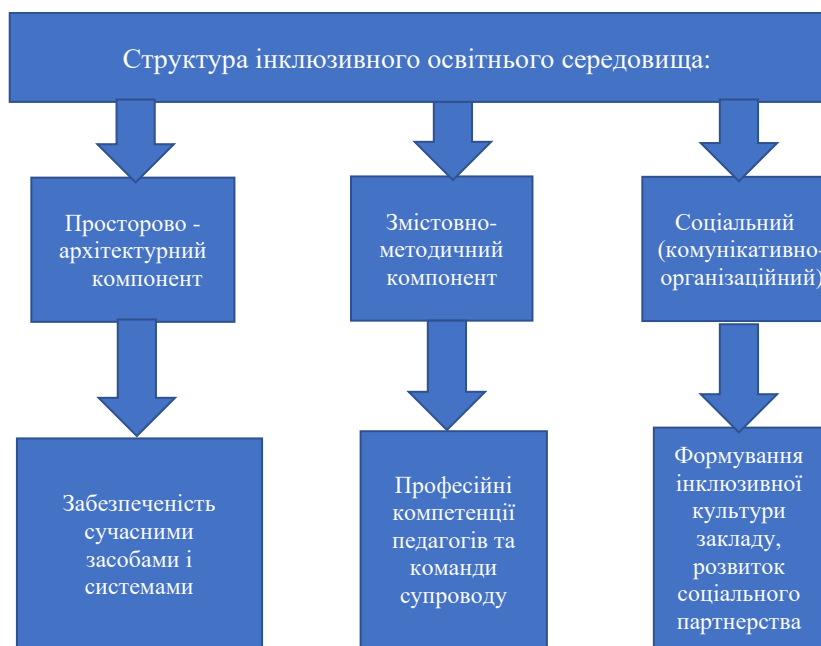 Структура інклюзивного освітнього середовища:
Просторово -
архітектурний
компонент
Змістовно-
методичний
компонент
Соціальний
(комунікативно-
організаційний)
Забезпеченість
сучасними
засобами і
системами
Професійні
компетенції
педагогів та
команди
супроводу
Формування
інклюзивної
культури
закладу,
розвиток
соціального
партнерства